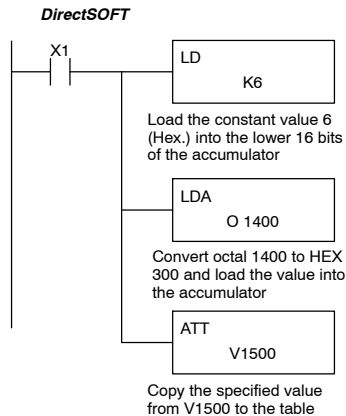 DirectSOFT
X1
LD
K6
Load the constant value 6
(Hex.) into the lower 16 bits
of the accumulator
LDA
O 1400
Convert octal 1400 to HEX
300 and load the value into
the accumulator
ATT
V1500
Copy the specified value
from V1500 to the table